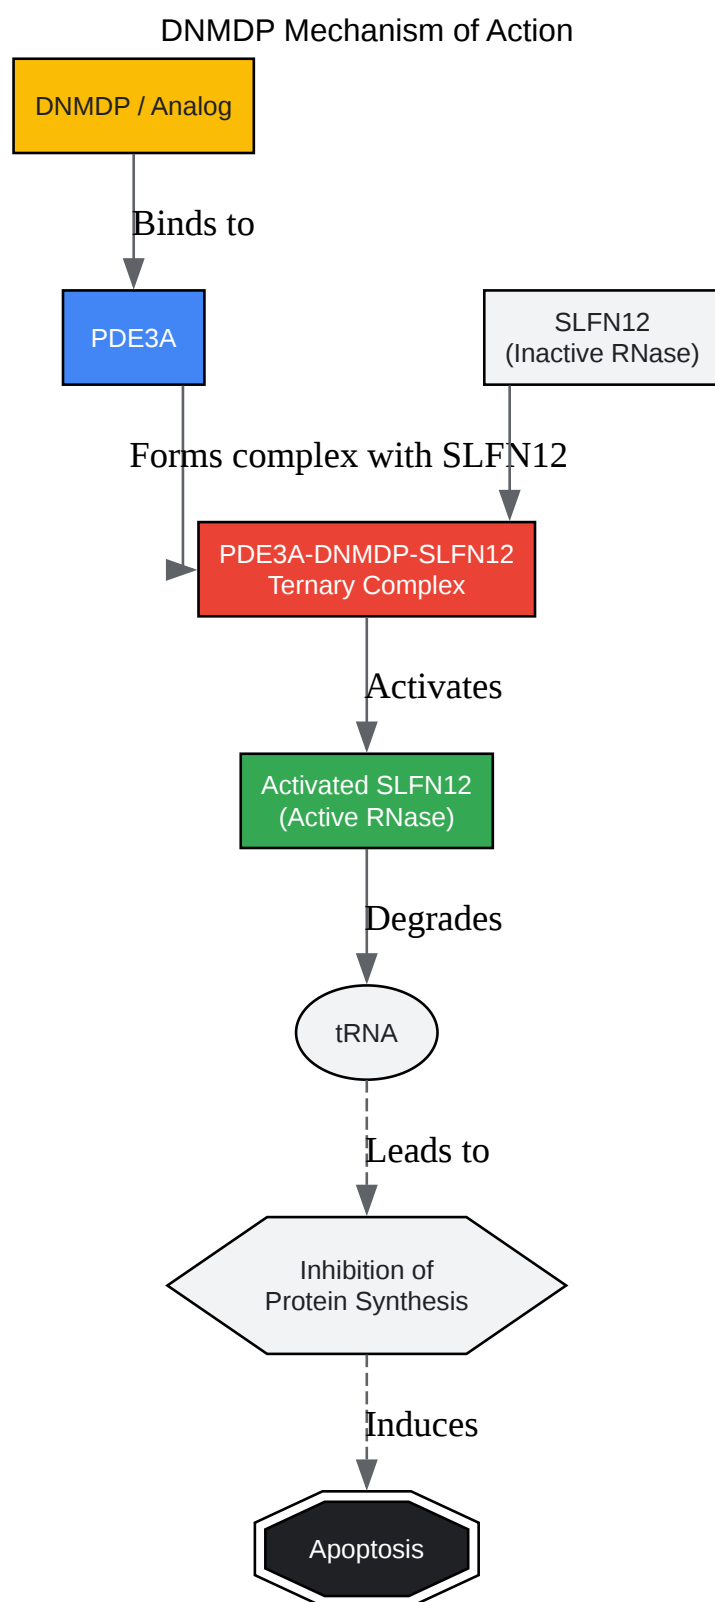 DNMDP Mechanism of Action
DNMDP / Analog
Binds to
PDE3A
SLFN12
(Inactive RNase)
Forms complex with SLFN12
PDE3A-DNMDP-SLFN12
Ternary Complex
Activates
Activated SLFN12
(Active RNase)
Degrades
tRNA
Leads to
Inhibition of
Protein Synthesis
Induces
Apoptosis